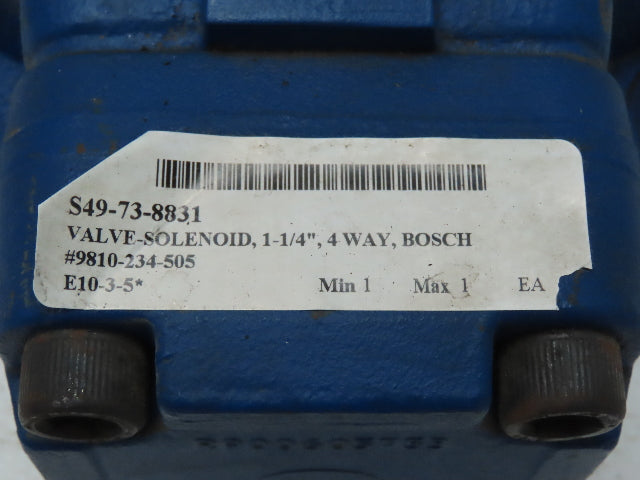 S49-73-8831
VALVE-SOLENOID, 1-1/4", 4 WAY, BOSCH
#9810-234-505
E10-3-5* Min 1 Max 1 EA